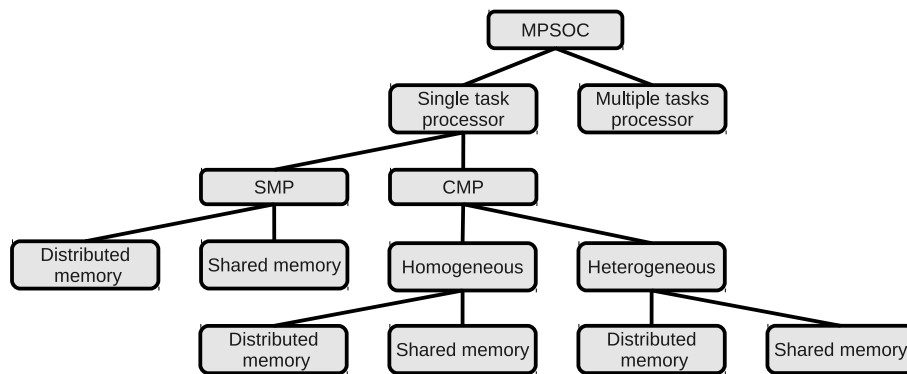 MPSOC
Single task
processor
Multiple tasks
processor
SMP
CMP
Distributed
memory
Shared memory
Homogeneous
Heterogeneous
Distributed
memory
Shared memory
Distributed
memory
Shared memory